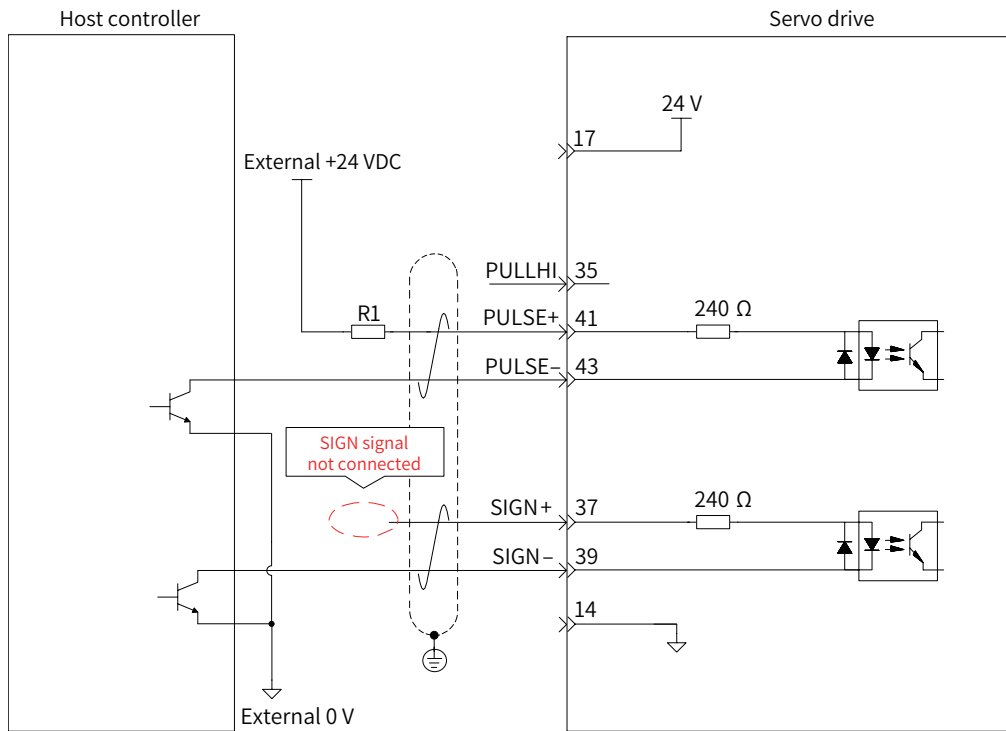 Host controller
Servo drive
24 V
17
External +24 VDC
PULLHI
35
R1
PULSE+
41
240 Ω
PULSE–
43
SIGN signal
not connected
SIGN+
37
240 Ω
SIGN–
39
14
External 0 V